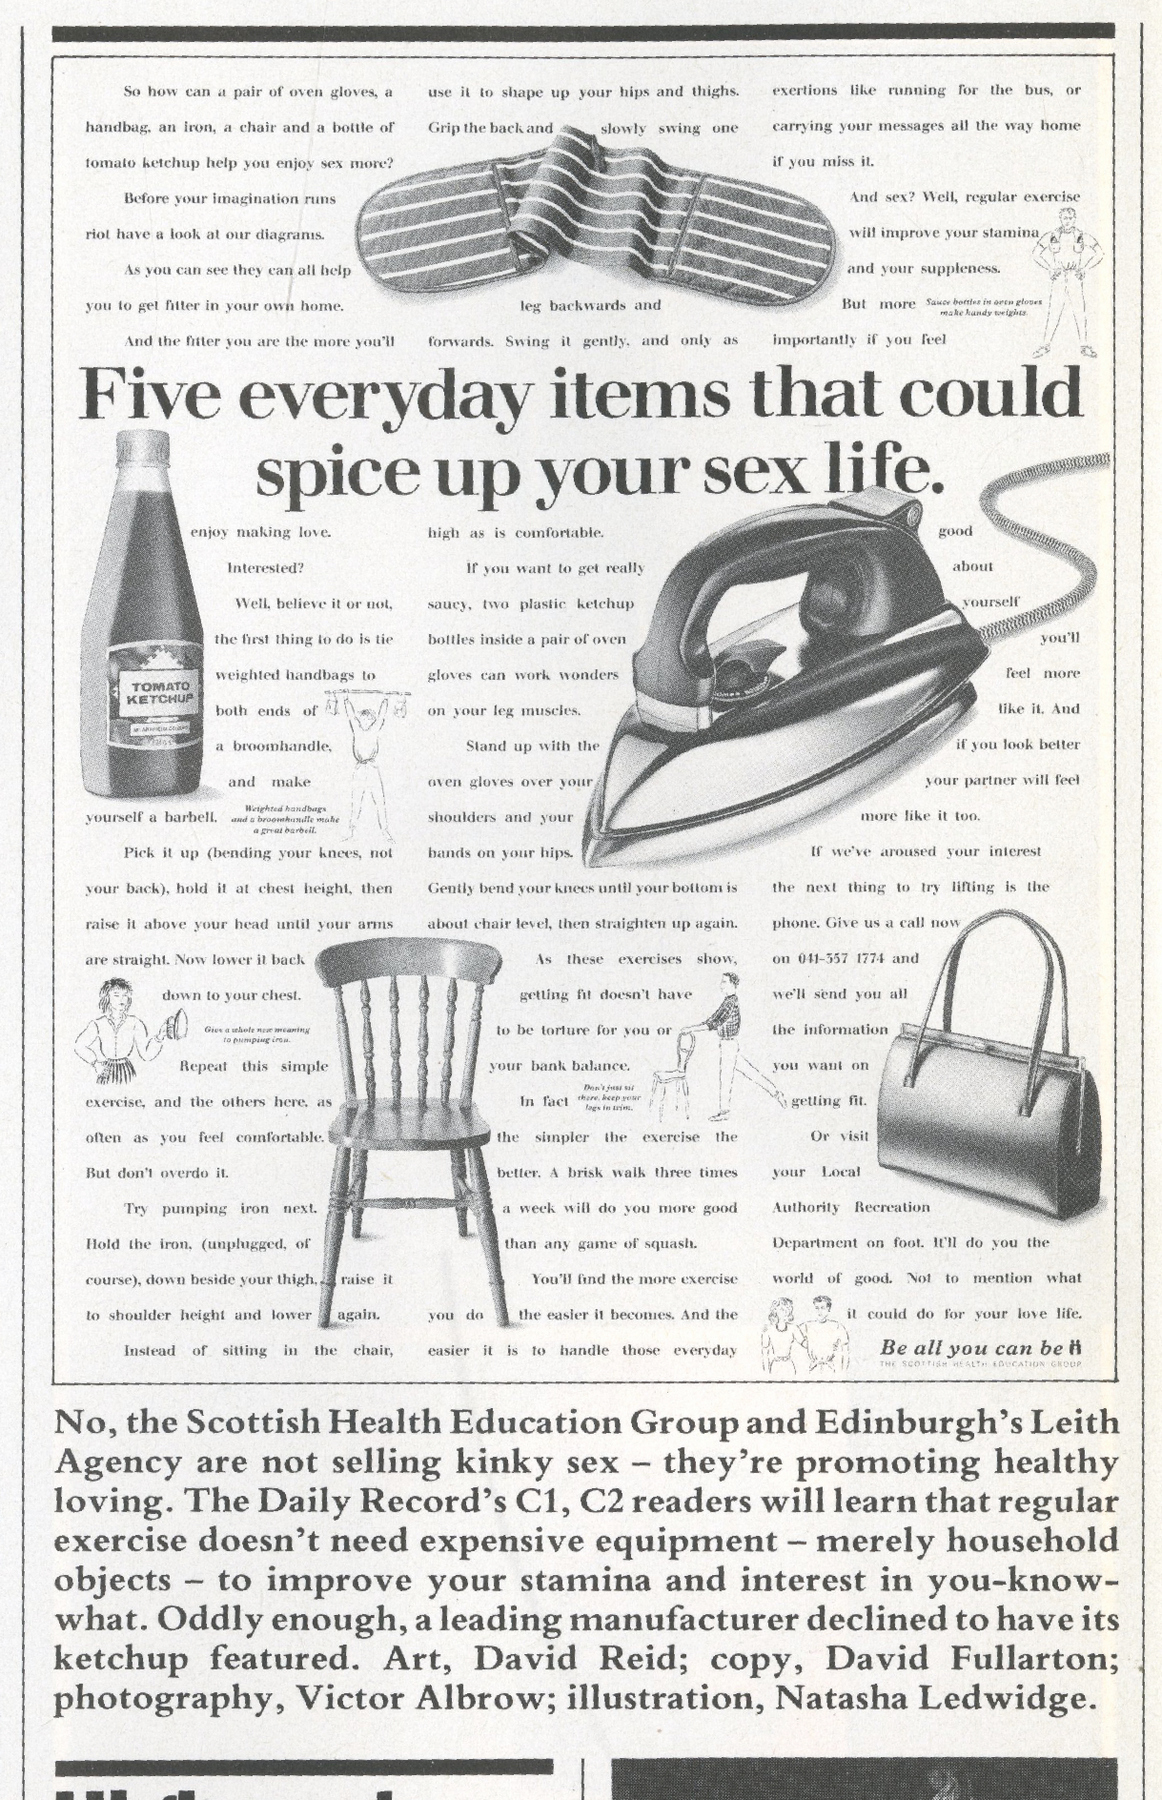 Five everyday items that could
spice up your sex life.
So how can a pair of oven gloves, a
handbag, an iron, a chair and a bottle of
tomato ketchup help you enjoy sex more?
Before your imagination runs
riot have a look at our diagrams.
As you can see they can all help
you to get fitter in your own home.
And the fitter you are the more you'll
enjoy making love.
Interested?
Well, believe it or not,
the first thing to do is tie
weighted handbags to
both ends of
a broomhandle,
and make
yourself a barbell.
Weighted handbags
and a broomhandle make
a great barbell.
TOMATO
KETCHUP
Pick it up (bending your knees, not
your back), hold it at chest height, then
raise it above your head until your arms
are straight. Now lower it back
down to your chest.
Give a whole new meaning
to pumping iron.
Repeat this simple
exercise, and the others here, as
often as you feel comfortable.
But don't overdo it.
Try pumping iron next.
Hold the iron, (unplugged, of
course), down beside your thigh, raise it
to shoulder height and lower again.
Instead of sitting in the chair,
use it to shape up your hips and thighs.
Grip the back and slowly swing one
leg backwards and
forwards. Swing it gently, and only as
high as is comfortable.
If you want to get really
saucy, two plastic ketchup
bottles inside a pair of oven
gloves can work wonders
on your leg muscles.
Stand up with the
oven gloves over your
shoulders and your
hands on your hips.
Gently bend your knees until your bottom is
about chair level, then straighten up again.
As these exercises show,
getting fit doesn't have
to be torture for you or
your bank balance.
Don't just sit
there, keep your
legs in trim.
In fact
the simpler the exercise the
better. A brisk walk three times
a week will do you more good
than any game of squash.
You'll find the more exercise
you do the easier it becomes. And the
easier it is to handle those everyday
exertions like running for the bus, or
carrying your messages all the way home
if you miss it.
And sex? Well, regular exercise
will improve your stamina
and your suppleness.
But more
Sauce bottles in oven gloves
make handy weights.
importantly if you feel
good
about
yourself
you'll
feel more
like it. And
if you look better
your partner will feel
more like it too.
If we've aroused your interest
the next thing to try lifting is the
phone. Give us a call now
on 041-357 1774 and
we'll send you all
the information
you want on
getting fit.
Or visit
your Local
Authority Recreation
Department on foot. It'll do you the
world of good. Not to mention what
it could do for your love life.
Be all you can be
THE SCOTTISH HEALTH EDUCATION GROUP
No, the Scottish Health Education Group and Edinburgh's Leith
Agency are not selling kinky sex – they're promoting healthy
loving. The Daily Record's C1, C2 readers will learn that regular
exercise doesn't need expensive equipment – merely household
objects – to improve your stamina and interest in you-know-
what. Oddly enough, a leading manufacturer declined to have its
ketchup featured. Art, David Reid; copy, David Fullarton;
photography, Victor Albrow; illustration, Natasha Ledwidge.